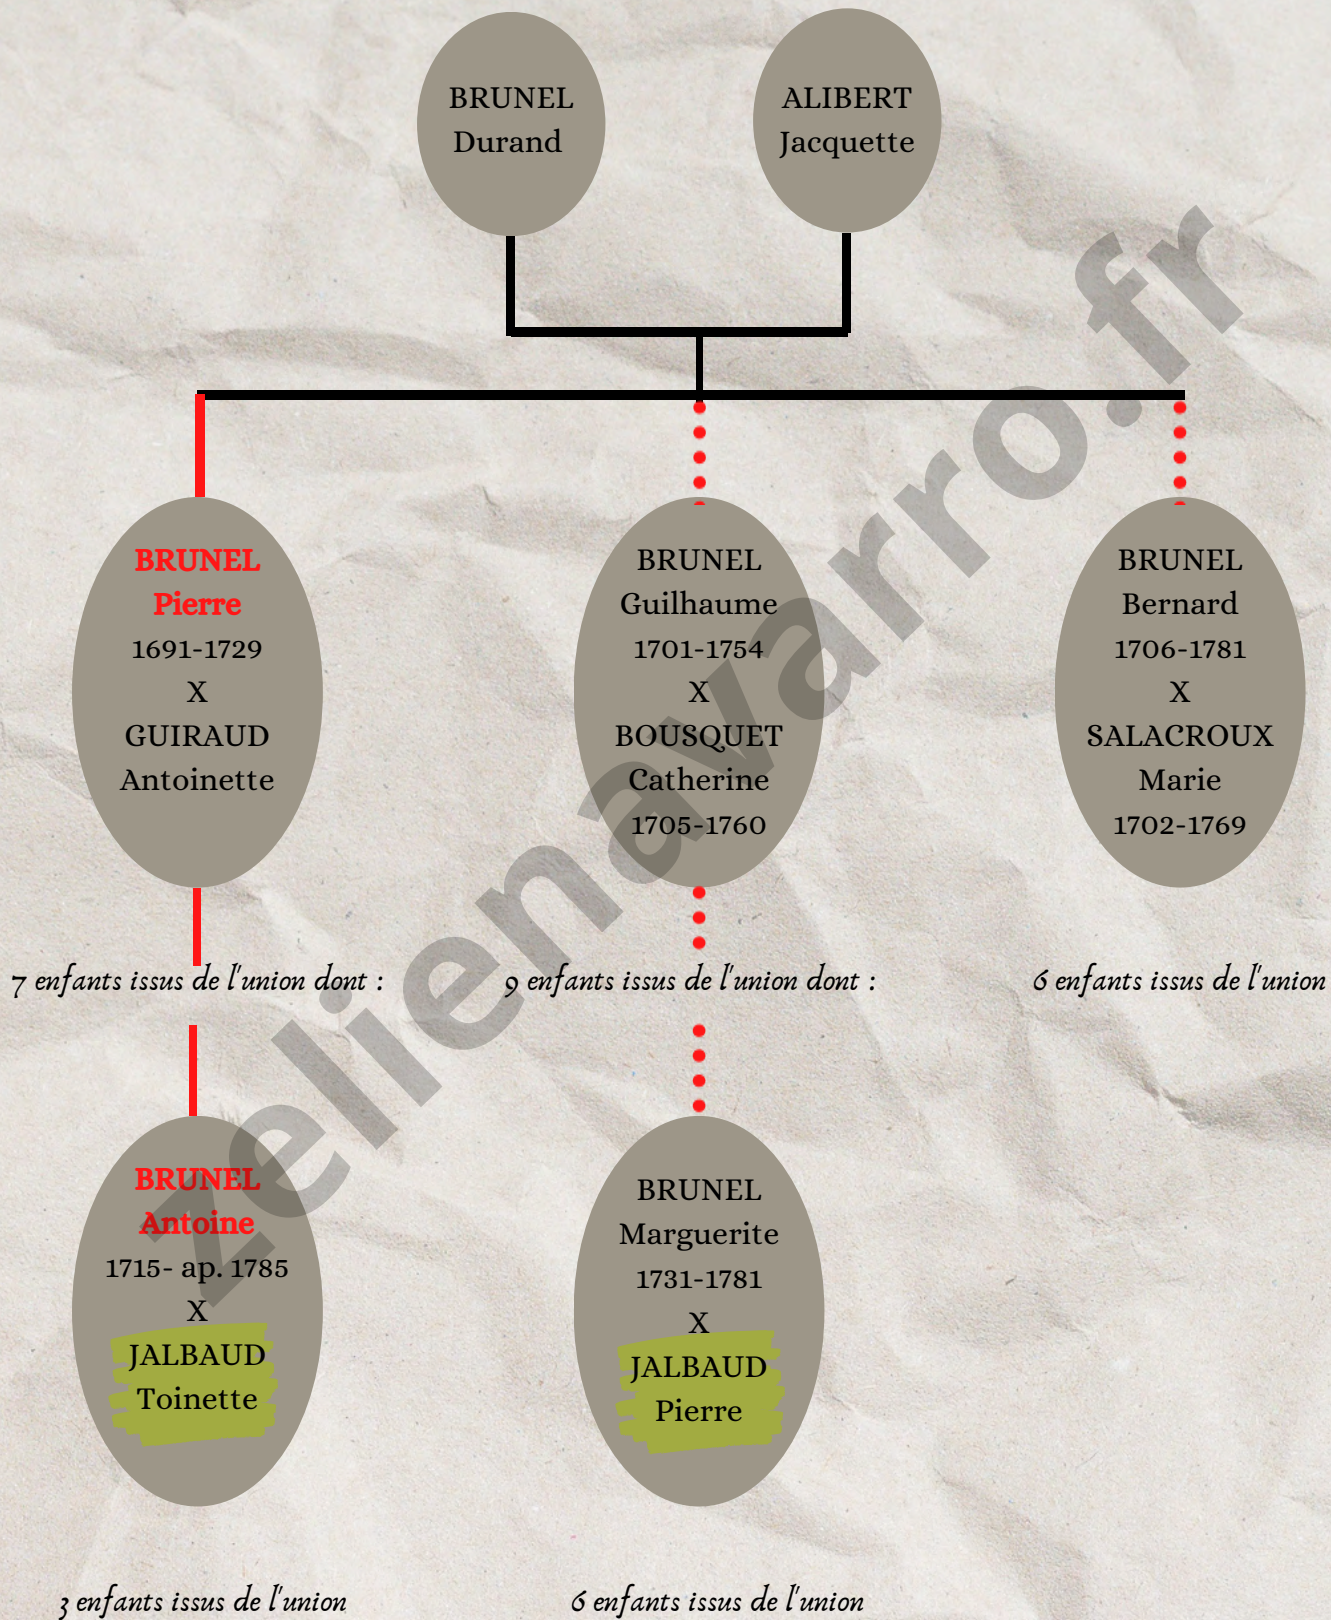 BRUNEL
Durand
ALIBERT
Jacquette
BRUNEL
Pierre
1691-1729
X
GUIRAUD
Antoinette
BRUNEL
Guilhaume
1701-1754
X
BOUSQUET
Catherine
1705-1760
BRUNEL
Bernard
1706-1781
X
SALACROUX
Marie
1702-1769
7 enfants issus de l'union dont :
9 enfants issus de l'union dont :
6 enfants issus de l'union
BRUNEL
Antoine
1715- ap. 1785
X
JALBAUD
Toinette
BRUNEL
Marguerite
1731-1781
X
JALBAUD
Pierre
3 enfants issus de l'union
6 enfants issus de l'union
zelienavarro.fr